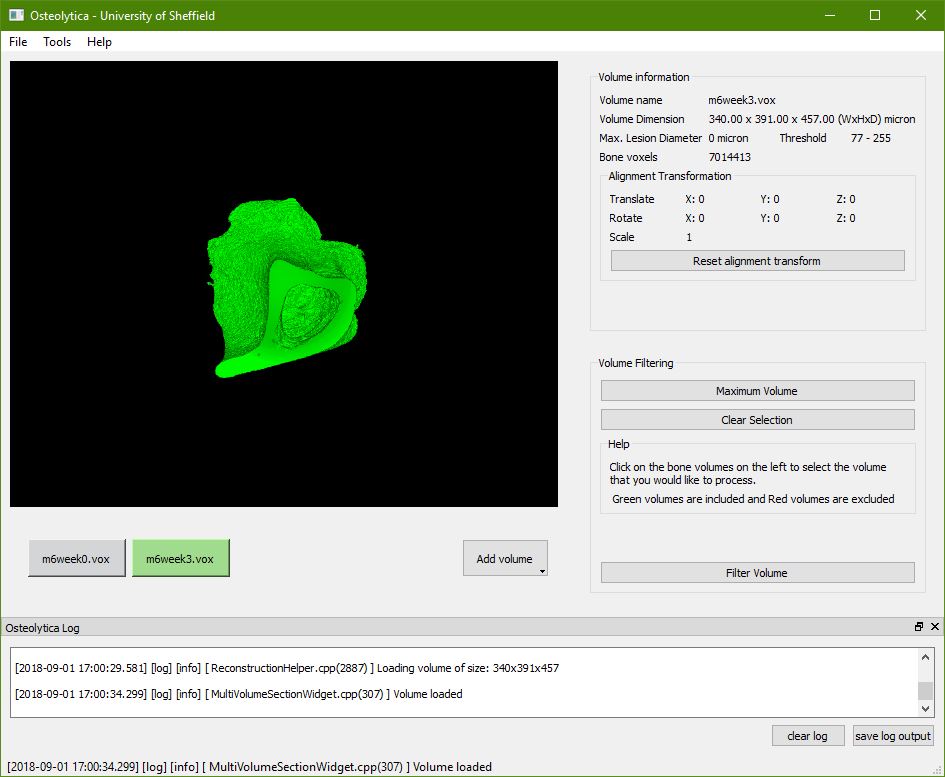 Osteolytica - University of Sheffield
File Tools Help
Volume information
Volume name m6week3.vox
Volume Dimension 340.00 x 391.00 x 457.00 (WxHxD) micron
Max. Lesion Diameter 0 micron Threshold 77 - 255
Bone voxels 7014413
Alignment Transformation
Translate X: 0 Y: 0 Z: 0
Rotate X: 0 Y: 0 Z: 0
Scale 1
Reset alignment transform
Volume Filtering
Maximum Volume
Clear Selection
Help
Click on the bone volumes on the left to select the volume
that you would like to process.
Green volumes are included and Red volumes are excluded
Filter Volume
m6week0.vox m6week3.vox Add volume
Osteolytica Log
[2018-09-01 17:00:29.581] [log] [info] [ ReconstructionHelper.cpp(2887) ] Loading volume of size: 340x391x457
[2018-09-01 17:00:34.299] [log] [info] [ MultiVolumeSectionWidget.cpp(307) ] Volume loaded
clear log save log output
[2018-09-01 17:00:34.299] [log] [info] [ MultiVolumeSectionWidget.cpp(307) ] Volume loaded